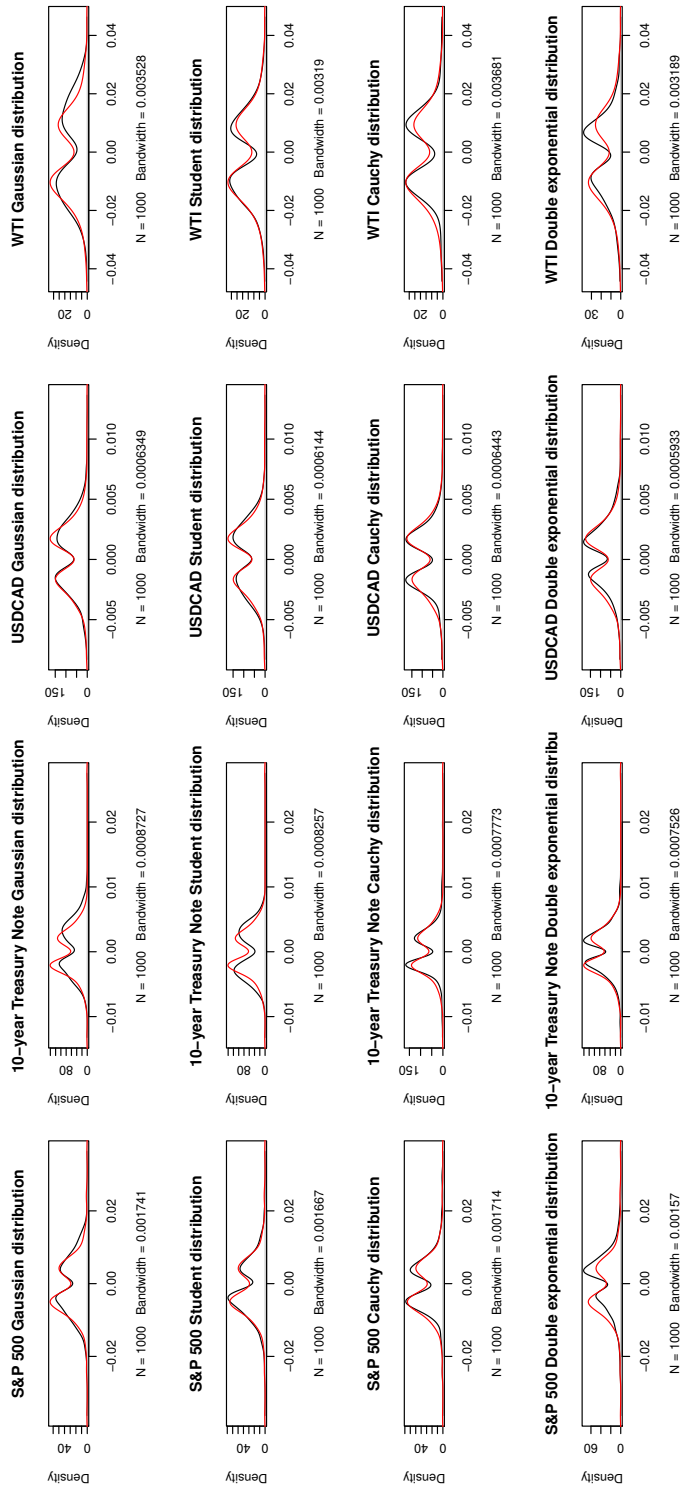 S&P 500 Gaussian distribution
Density
40
0
−0.02 0.00 0.02
N = 1000 Bandwidth = 0.001741
10−year Treasury Note Gaussian distribution
Density
80
0
−0.01 0.00 0.01 0.02
N = 1000 Bandwidth = 0.0008727
USDCAD Gaussian distribution
Density
150
0
−0.005 0.000 0.005 0.010
N = 1000 Bandwidth = 0.0006349
WTI Gaussian distribution
Density
20
0
−0.04 −0.02 0.00 0.02 0.04
N = 1000 Bandwidth = 0.003528
S&P 500 Student distribution
Density
40
0
−0.02 0.00 0.02
N = 1000 Bandwidth = 0.001667
10−year Treasury Note Student distribution
Density
80
0
−0.01 0.00 0.01 0.02
N = 1000 Bandwidth = 0.0008257
USDCAD Student distribution
Density
150
0
−0.005 0.000 0.005 0.010
N = 1000 Bandwidth = 0.0006144
WTI Student distribution
Density
20
0
−0.04 −0.02 0.00 0.02 0.04
N = 1000 Bandwidth = 0.00319
S&P 500 Cauchy distribution
Density
40
0
−0.02 0.00 0.02
N = 1000 Bandwidth = 0.001714
10−year Treasury Note Cauchy distribution
Density
150
0
−0.01 0.00 0.01 0.02
N = 1000 Bandwidth = 0.0007773
USDCAD Cauchy distribution
Density
150
0
−0.005 0.000 0.005 0.010
N = 1000 Bandwidth = 0.0006443
WTI Cauchy distribution
Density
20
0
−0.04 −0.02 0.00 0.02 0.04
N = 1000 Bandwidth = 0.003681
S&P 500 Double exponential distribution
Density
60
0
−0.02 0.00 0.02
N = 1000 Bandwidth = 0.00157
10−year Treasury Note Double exponential distribu
Density
80
0
−0.01 0.00 0.01 0.02
N = 1000 Bandwidth = 0.0007526
USDCAD Double exponential distribution
Density
150
0
−0.005 0.000 0.005 0.010
N = 1000 Bandwidth = 0.0005933
WTI Double exponential distribution
Density
30
0
−0.04 −0.02 0.00 0.02 0.04
N = 1000 Bandwidth = 0.003189